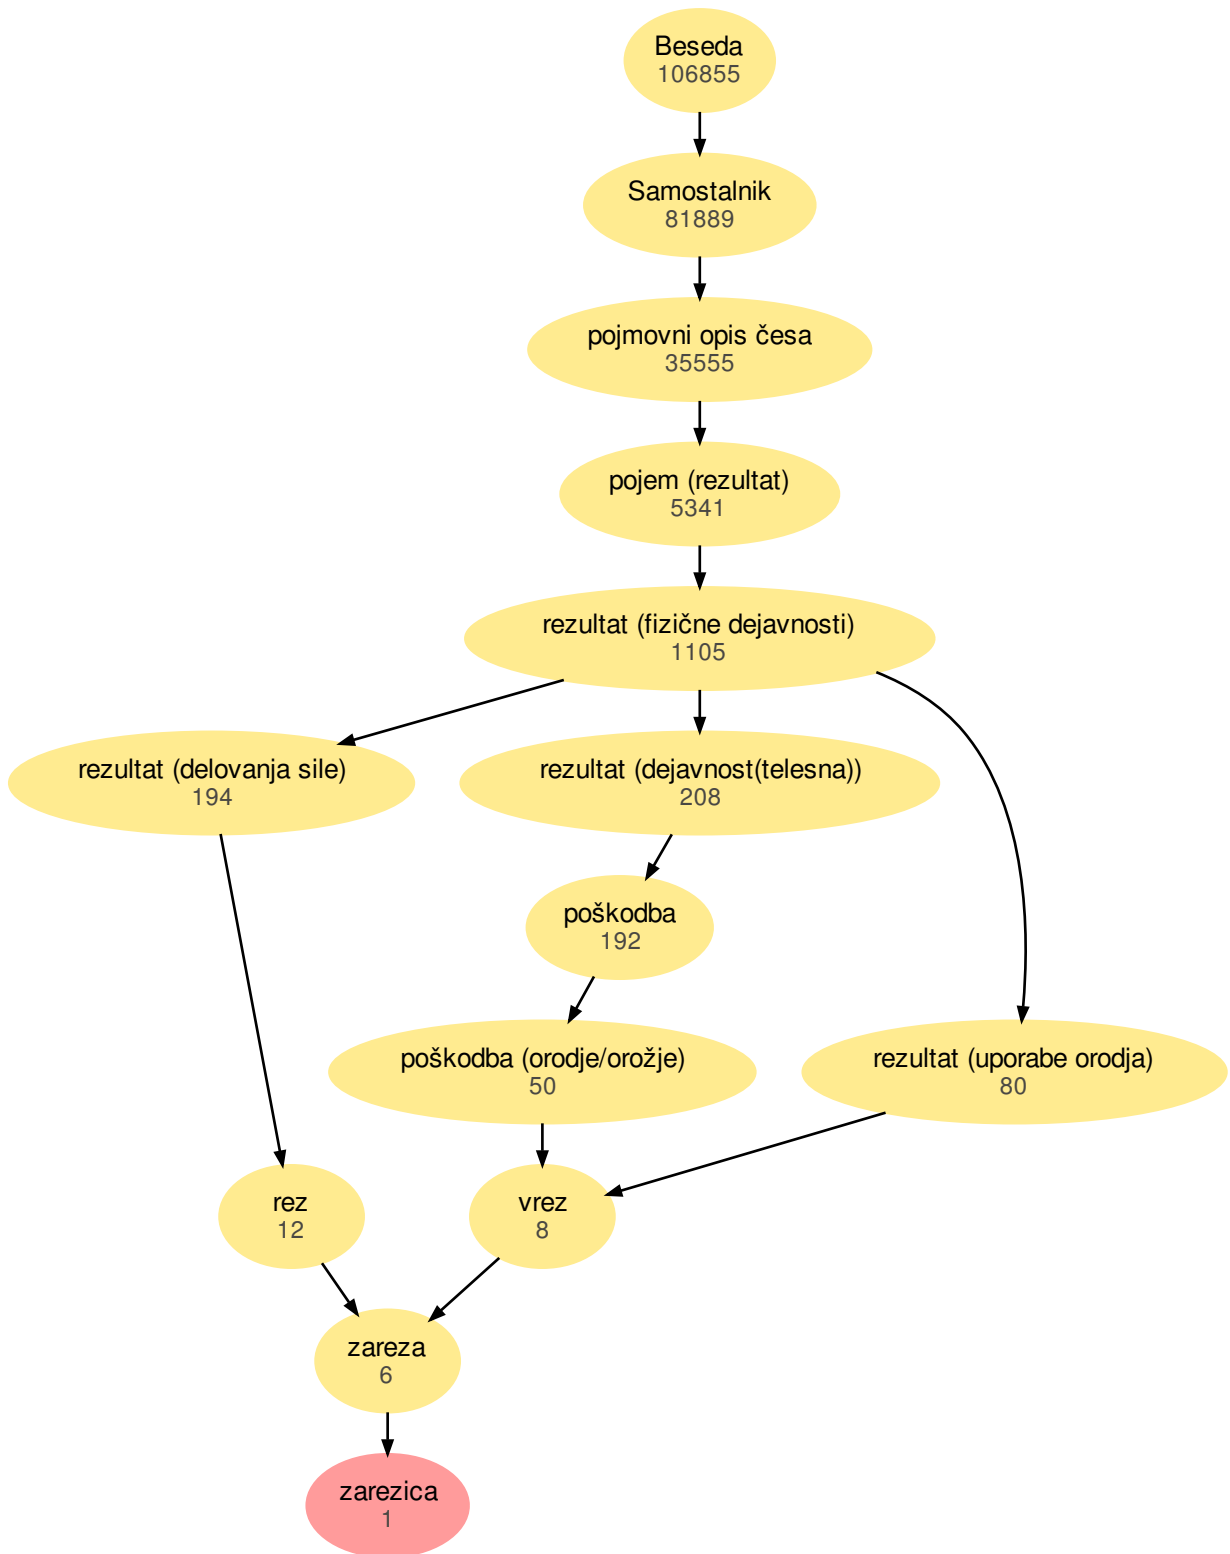 Beseda
106855
Samostalnik
81889
pojmovni opis česa
35555
pojem (rezultat)
5341
rezultat (fizične dejavnosti)
1105
rezultat (delovanja sile)
194
rezultat (dejavnost(telesna))
208
poškodba
192
poškodba (orodje/orožje)
50
rezultat (uporabe orodja)
80
rez
12
vrez
8
zareza
6
zarezica
1